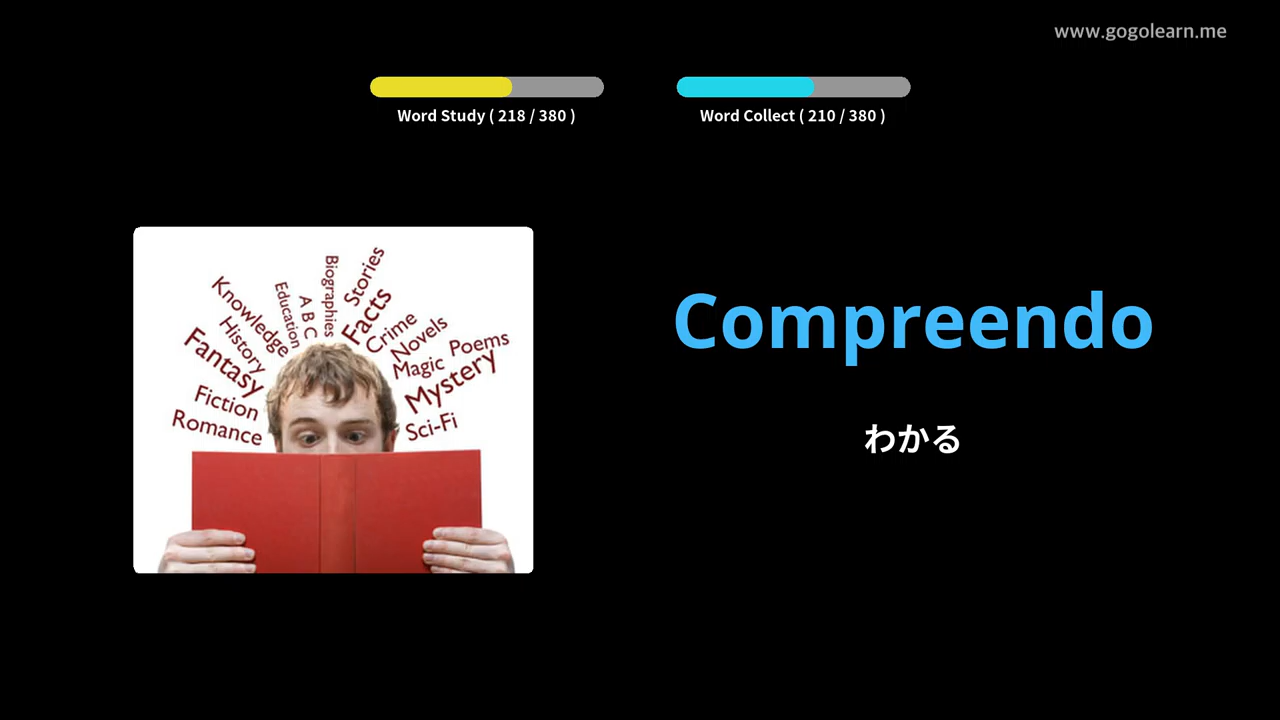 www.gogolearn.me
Word Study ( 218 / 380 )
Word Collect ( 210 / 380 )
Knowledge
Education
A B C
Biographies
Stories
Facts
Crime
Novels
Poems
Magic
Mystery
Sci-Fi
History
Fantasy
Fiction
Romance
Compreendo
わかる